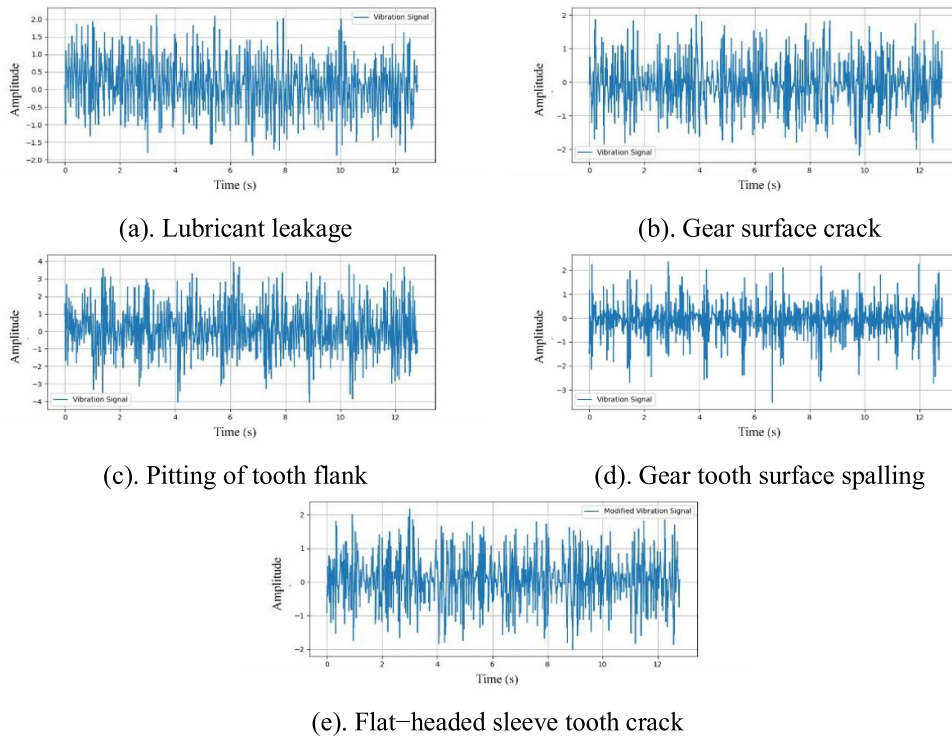 Vibration Signal
Amplitude
2.0
1.5
1.0
0.5
0.0
-0.5
-1.0
-1.5
-2.0
0 2 4 6 8 10 12
Time (s)
(a). Lubricant leakage
Amplitude
2
1
0
-1
-2
Vibration Signal
0 2 4 6 8 10 12
Time (s)
(b). Gear surface crack
Amplitude
4
3
2
1
0
-1
-2
-3
-4
Vibration Signal
0 2 4 6 8 10 12
Time (s)
(c). Pitting of tooth flank
Amplitude
2
1
0
-1
-2
-3
Vibration Signal
0 2 4 6 8 10 12
Time (s)
(d). Gear tooth surface spalling
Modified Vibration Signal
Amplitude
2
1
0
-1
-2
0 2 4 6 8 10 12
Time (s)
(e). Flat−headed sleeve tooth crack